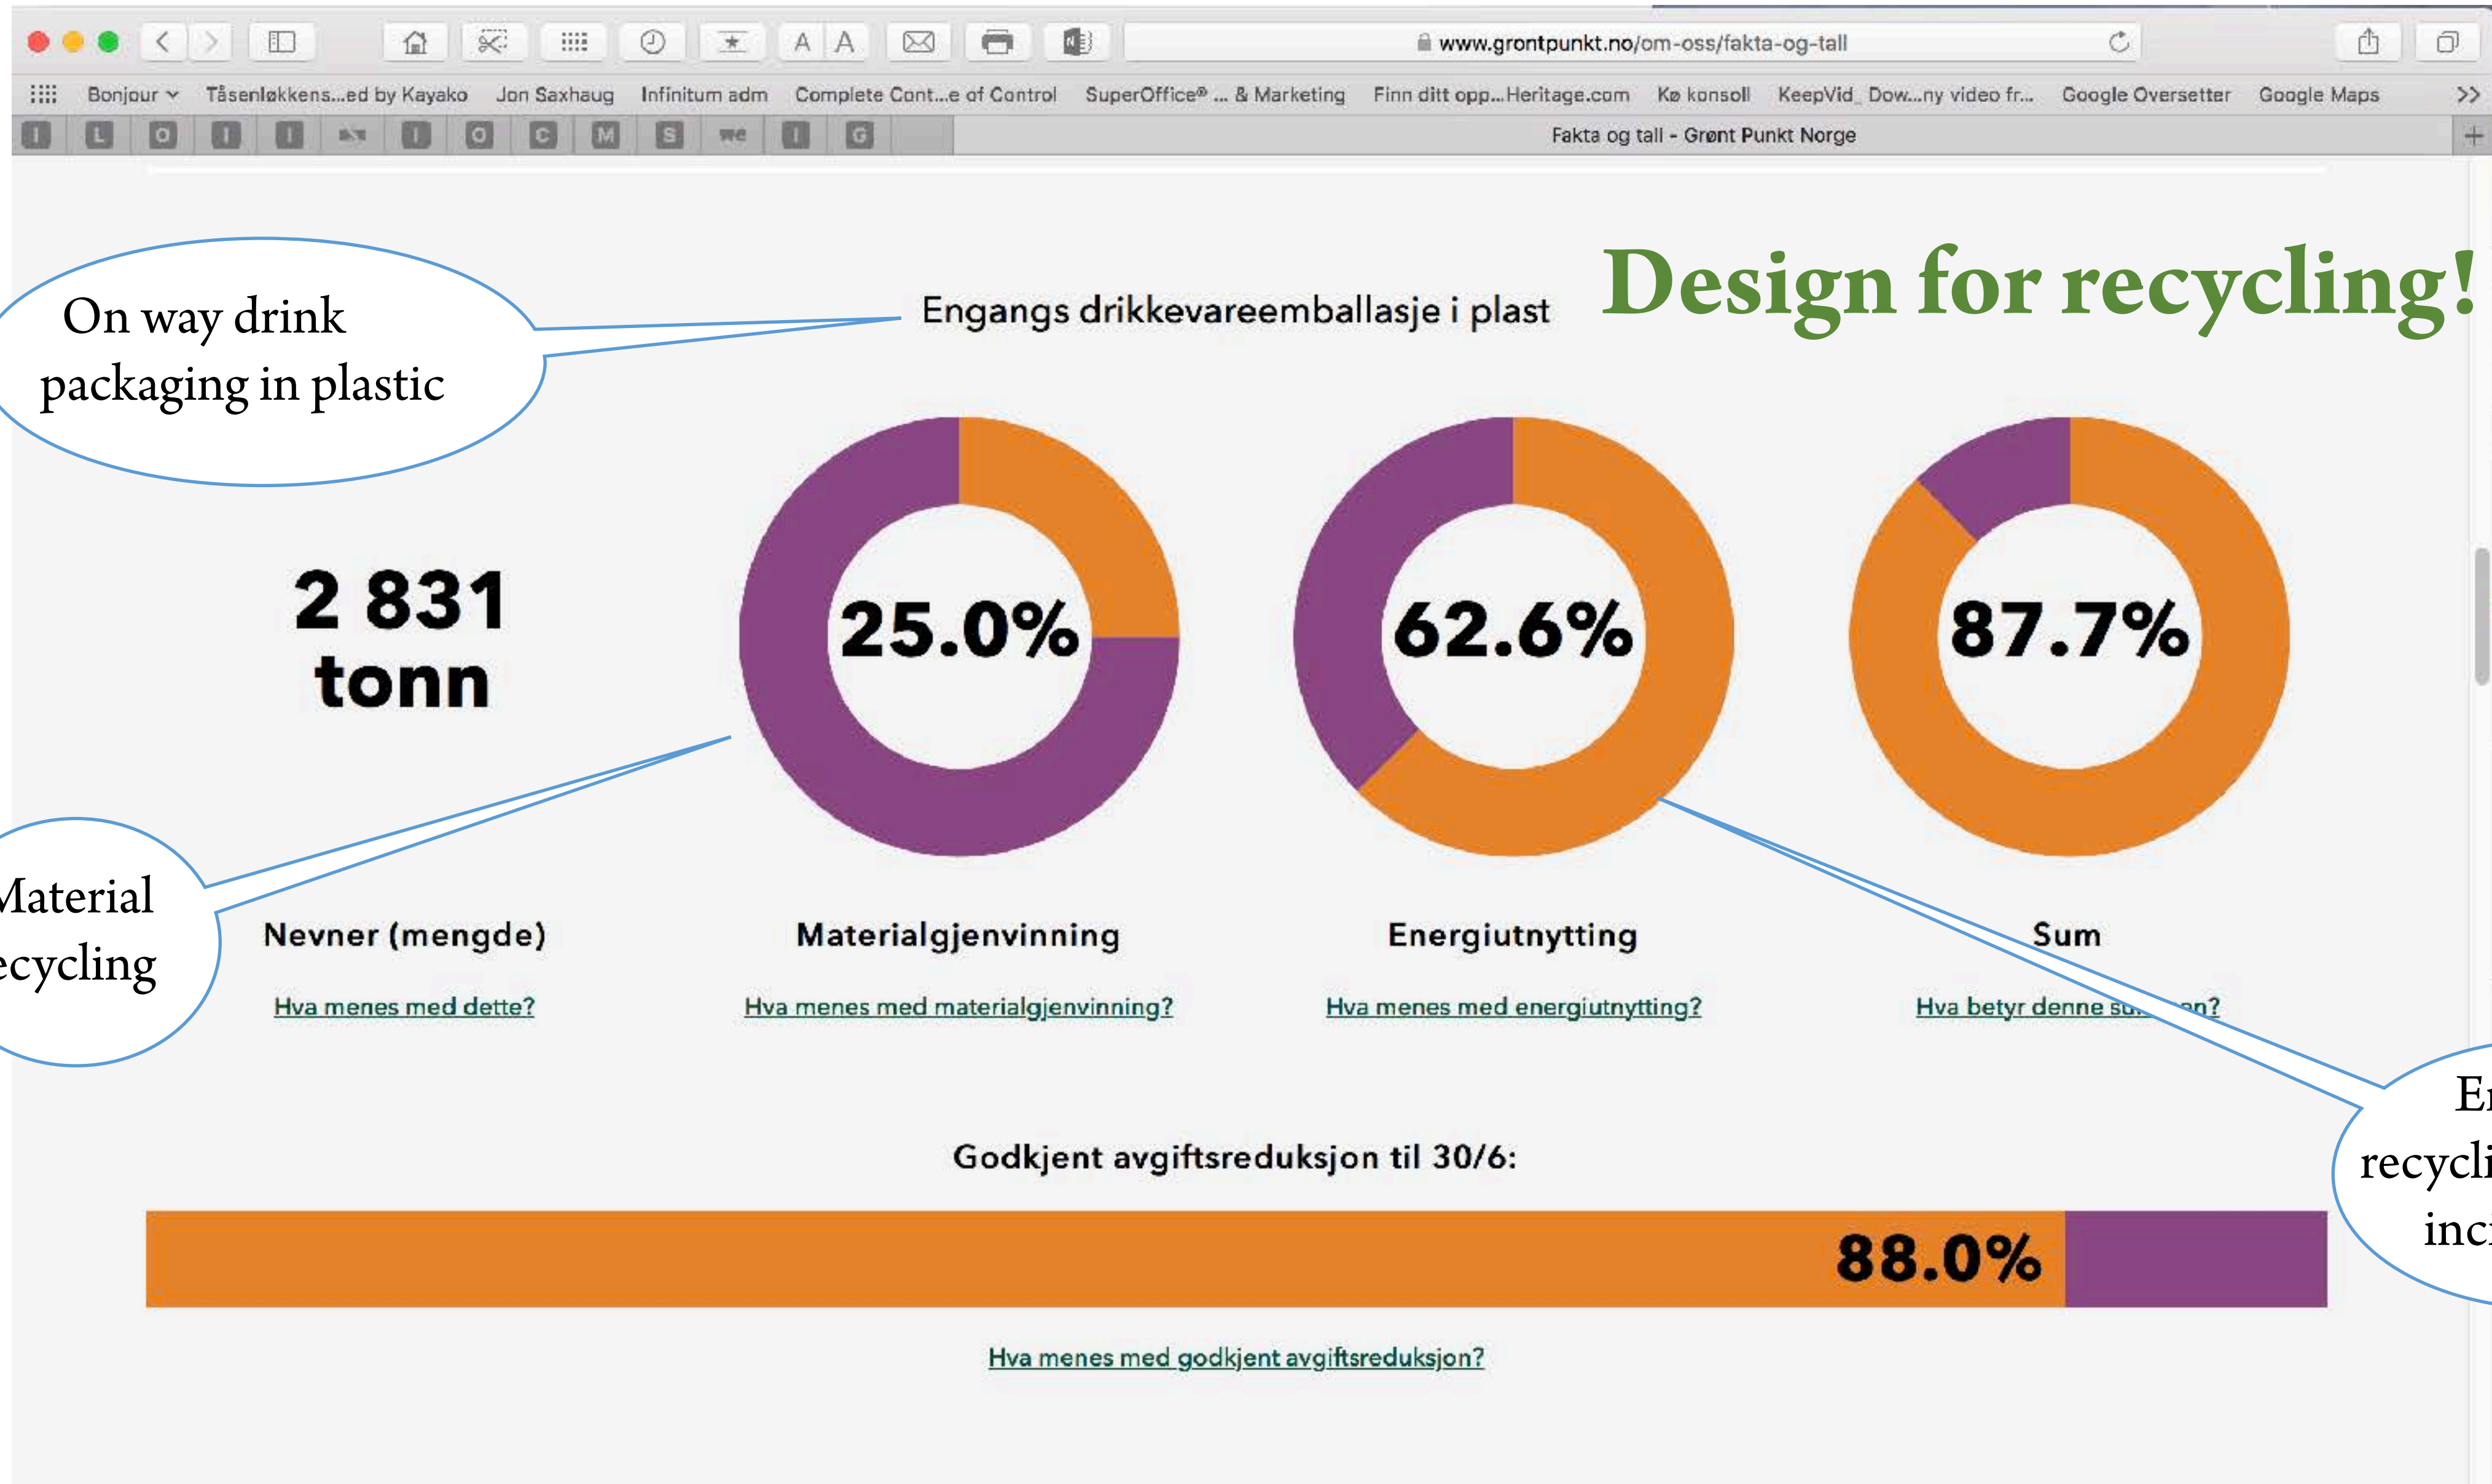 www.grontpunkt.no/om-oss/fakta-og-tall
Bonjour Tåsenløkkens...ed by Kayako Jon Saxhaug Infinitum adm Complete Cont...e of Control SuperOffice® ... & Marketing Finn ditt opp...Heritage.com Kø konsoll KeepVid_ Dow...ny video fr... Google Oversetter Google Maps >>
I L O I I I O C M S we I G Fakta og tall - Grønt Punkt Norge +
Design for recycling!
On way drink
packaging in plastic
Engangs drikkevareemballasje i plast
2 831
tonn
25.0%
62.6%
87.7%
Material
ecycling
Nevner (mengde)
Materialgjenvinning
Energiutnytting
Sum
Hva menes med dette?
Hva menes med materialgjenvinning?
Hva menes med energiutnytting?
Hva betyr denne
Godkjent avgiftsreduksjon til 30/6:
88.0%
Hva menes med godkjent avgiftsreduksjon?